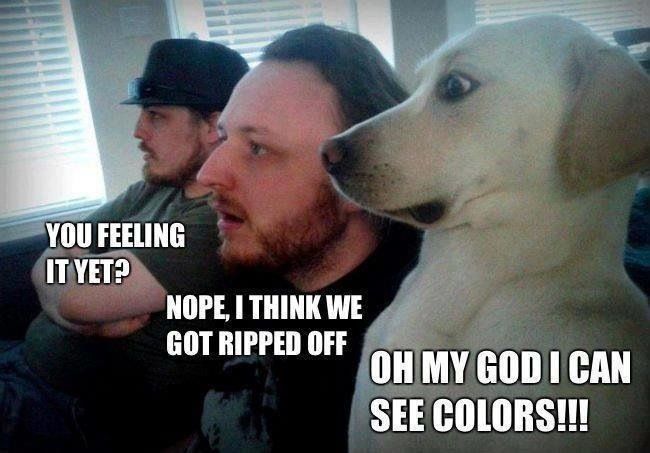 YOU FEELING
IT YET?
NOPE, I THINK WE
GOT RIPPED OFF
OH MY GOD I CAN
SEE COLORS!!!